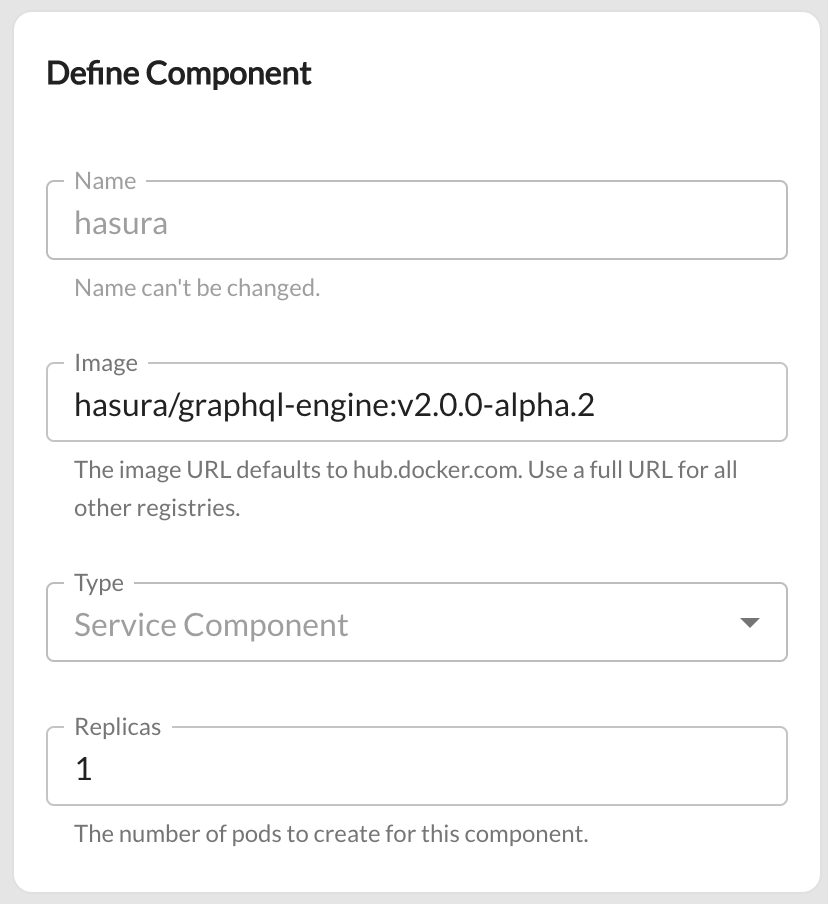 Define Component
Name
hasura
Name can't be changed.
Image
hasura/graphql-engine:v2.0.0-alpha.2
The image URL defaults to hub.docker.com. Use a full URL for all
other registries.
Type
Service Component
Replicas
1
The number of pods to create for this component.